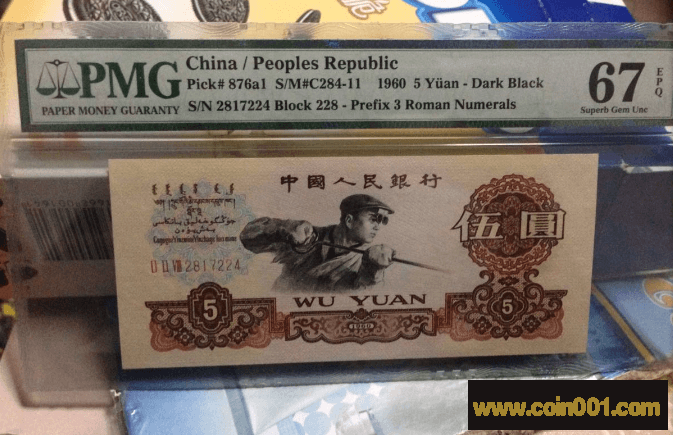 China / Peoples Republic
PMG
Pick# 876a1 S/M#C284-11 1960 5 Yüan - Dark Black
PAPER MONEY GUARANTY
S/N 2817224 Block 228 - Prefix 3 Roman Numerals
67
EPQ
Superb Gem Unc
中國人民銀行
伍圓
2817224
WU YUAN
5
5
1960
www.coin001.com